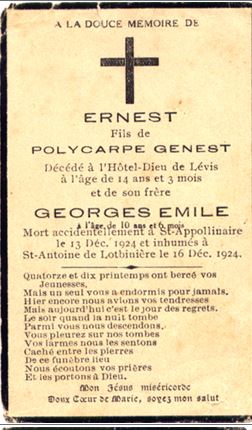 A LA DOUCE MEMOIRE DE
ERNEST
Fils de
POLYCARPE GENEST
Décédé à l'Hôtel-Dieu de Lévis
à l'âge de 14 ans et 3 mois
et de son frère
GEORGES EMILE
à l'âge de 10 ans et 6 mois
Mort accidentellement à St-Appollinaire
le 13 Déc. 1924 et inhumés à
St-Antoine de Lotbinière le 16 Déc. 1924.
Quatorze et dix printemps ont bercé vos
Jeunesses,
Mais un seul vous a endormis pour jamais.
Hier encore nous avions vos tendresses
Mais aujourd'hui c'est le jour des regrets.
Le soir quand la nuit tombe
Parmi vous nous descendons,
Vous pleurez sur nos tombes
Vos larmes nous les sentons
Caché entre les pierres
De ce funèbre lieu
Nous écoutons vos prières
Et les portons à Dieu.
Mon Jésus miséricorde
Doux Cœur de Marie, soyez mon salut